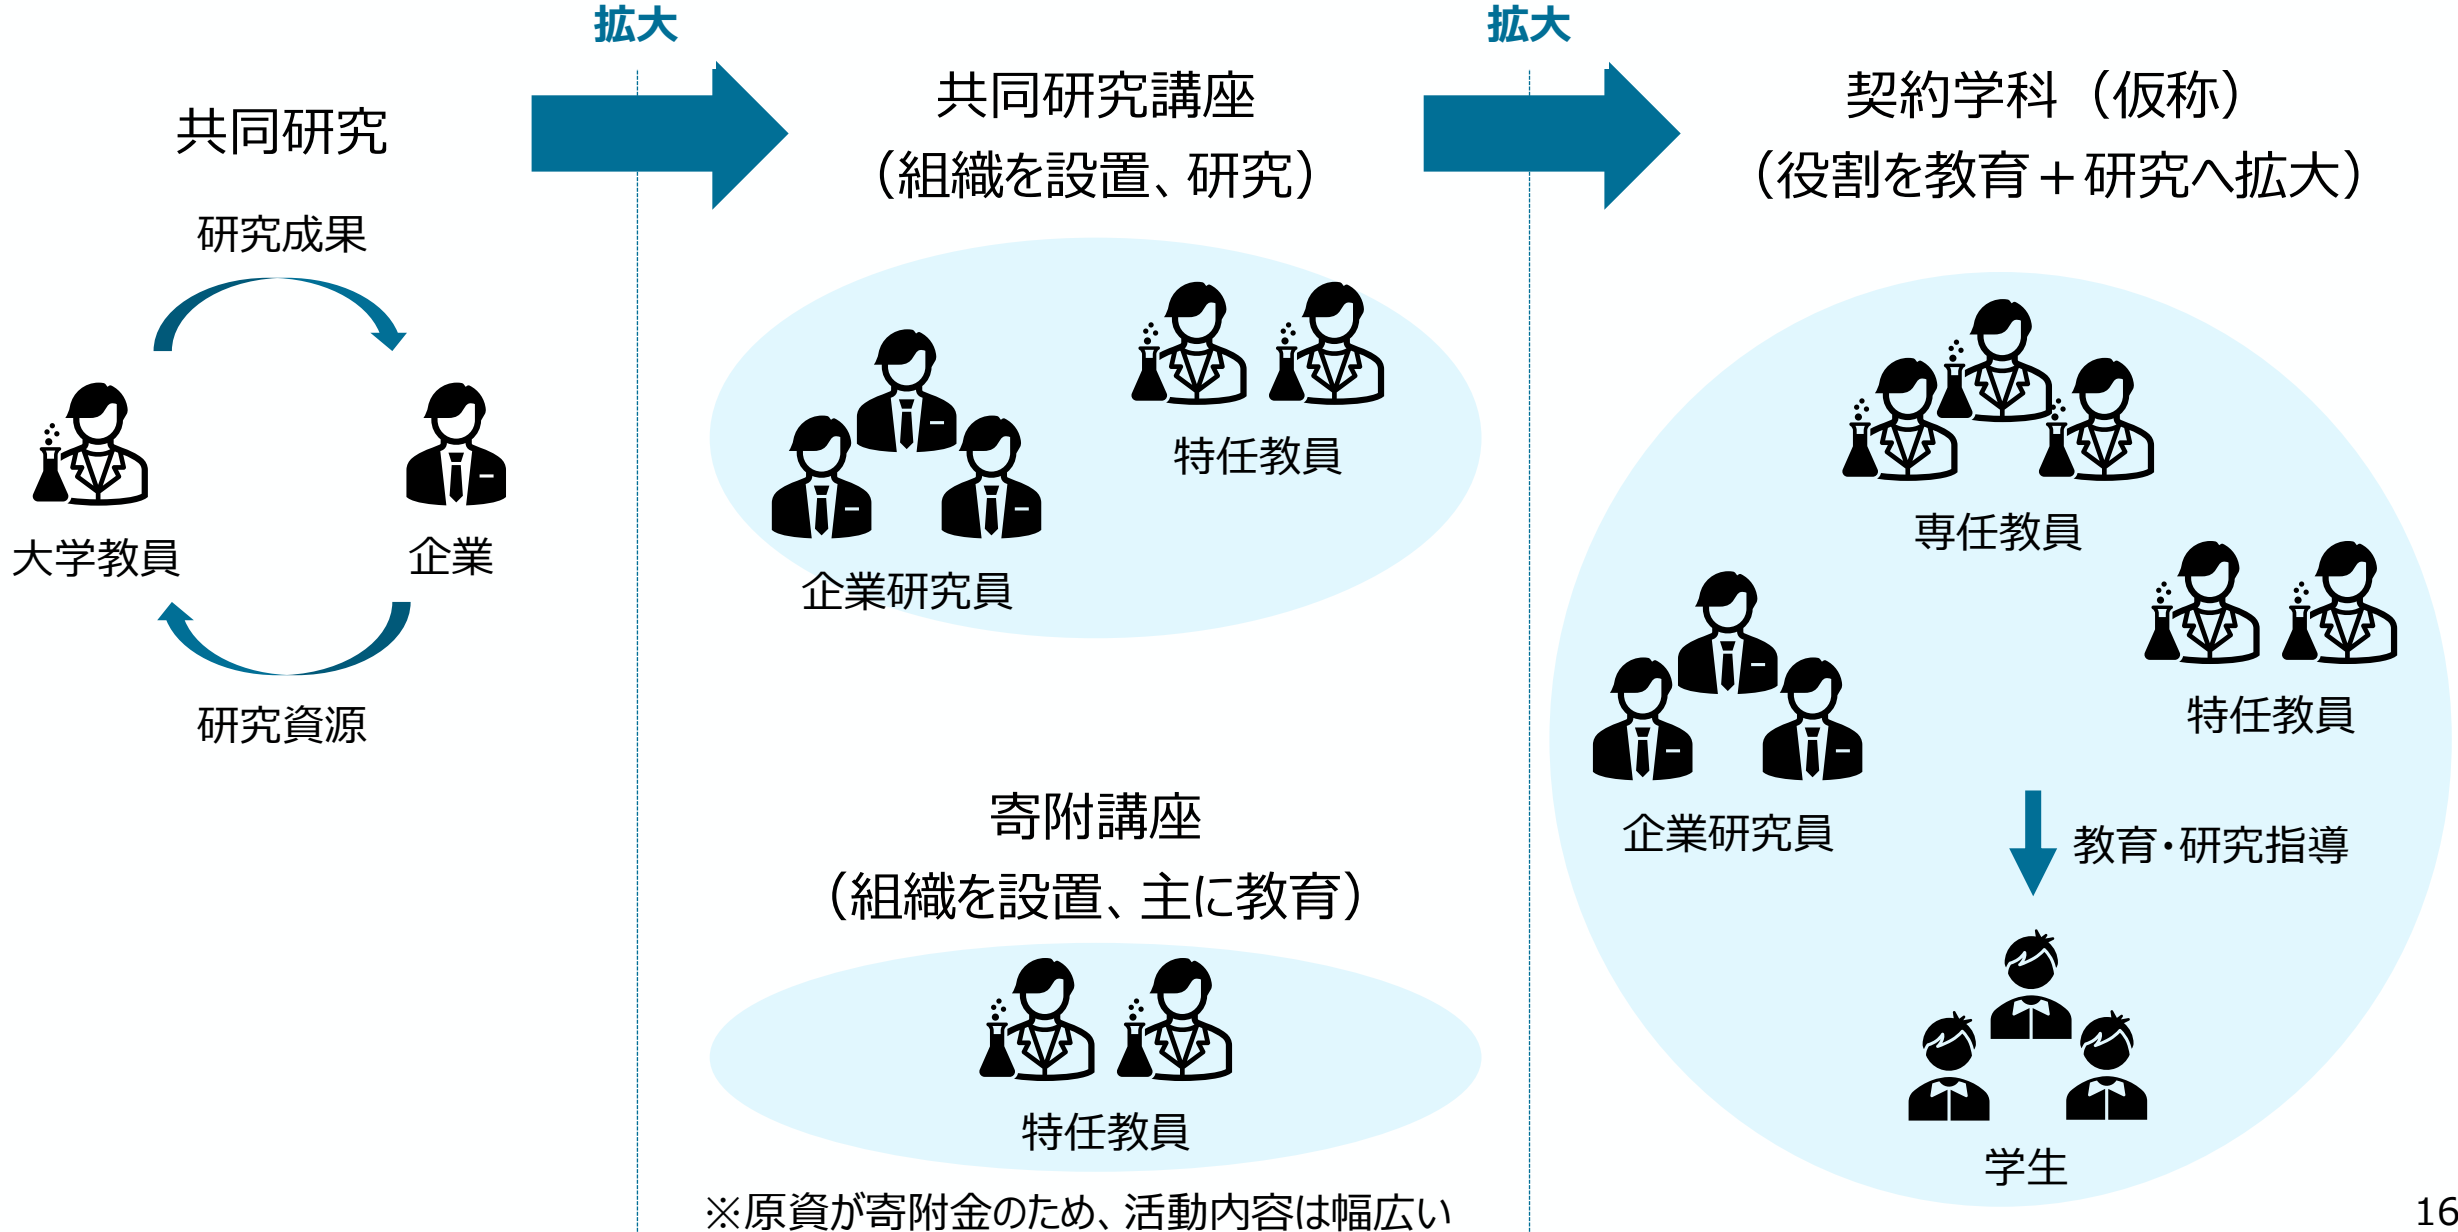 拡大
拡大
共同研究
研究成果
大学教員
企業
研究資源
共同研究講座
（組織を設置、研究）
特任教員
企業研究員
寄附講座
（組織を設置、主に教育）
特任教員
※原資が寄附金のため、活動内容は幅広い
契約学科（仮称）
（役割を教育＋研究へ拡大）
専任教員
特任教員
企業研究員
教育・研究指導
学生
16